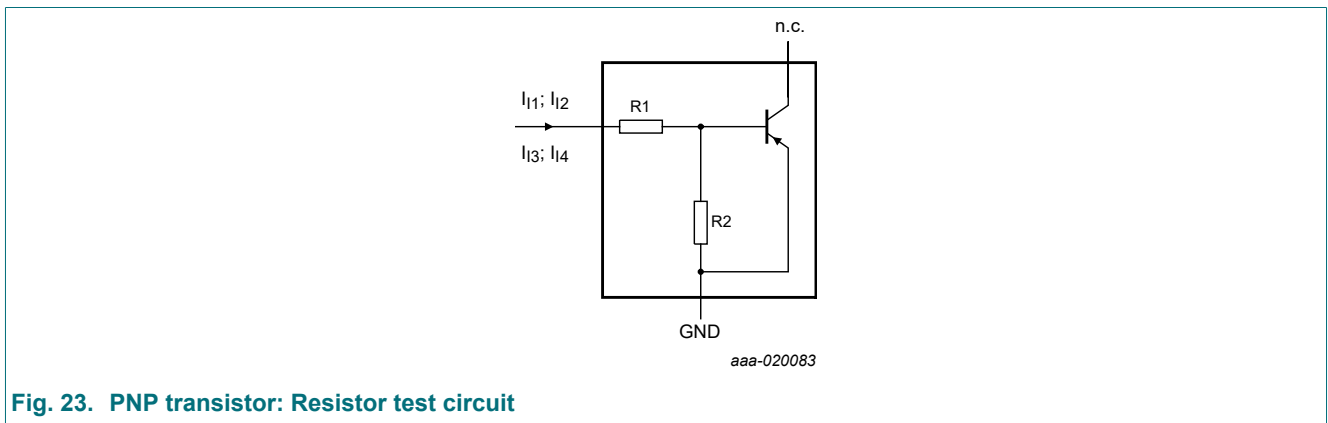 n.c.
I_I1; I_I2
R1
I_I3; I_I4
R2
GND
aaa-020083
Fig. 23. PNP transistor: Resistor test circuit